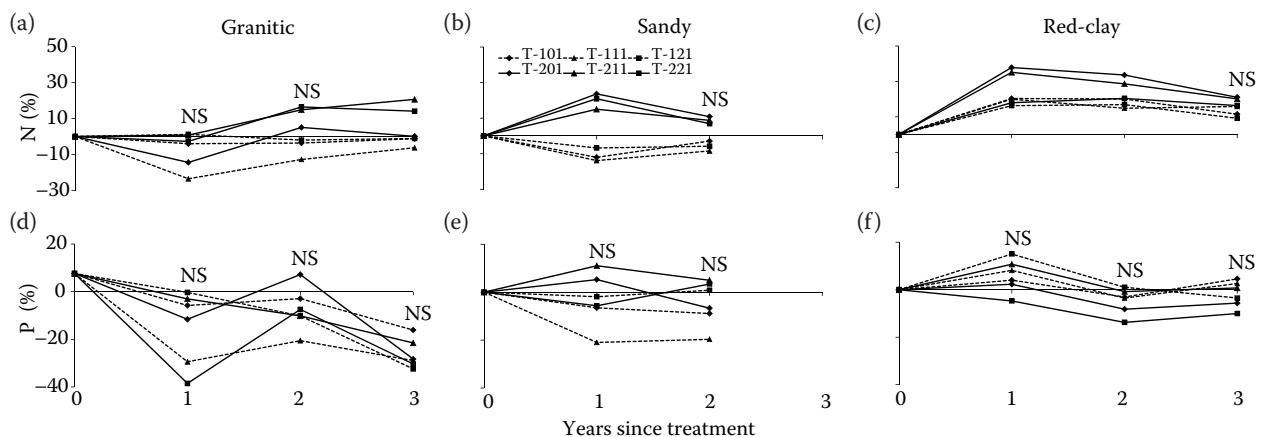 (a) Granitic (b) Sandy (c) Red-clay
50
30
10
−10
−30
N (%)
NS
NS
T-101 T-111 T-121
T-201 T-211 T-221
NS
NS
(d) (e) (f)
20
0
−20
−40
P (%)
NS
NS
NS
NS
NS
NS
NS
NS
0 1 2 3 0 1 2 3 0 1 2 3
Years since treatment